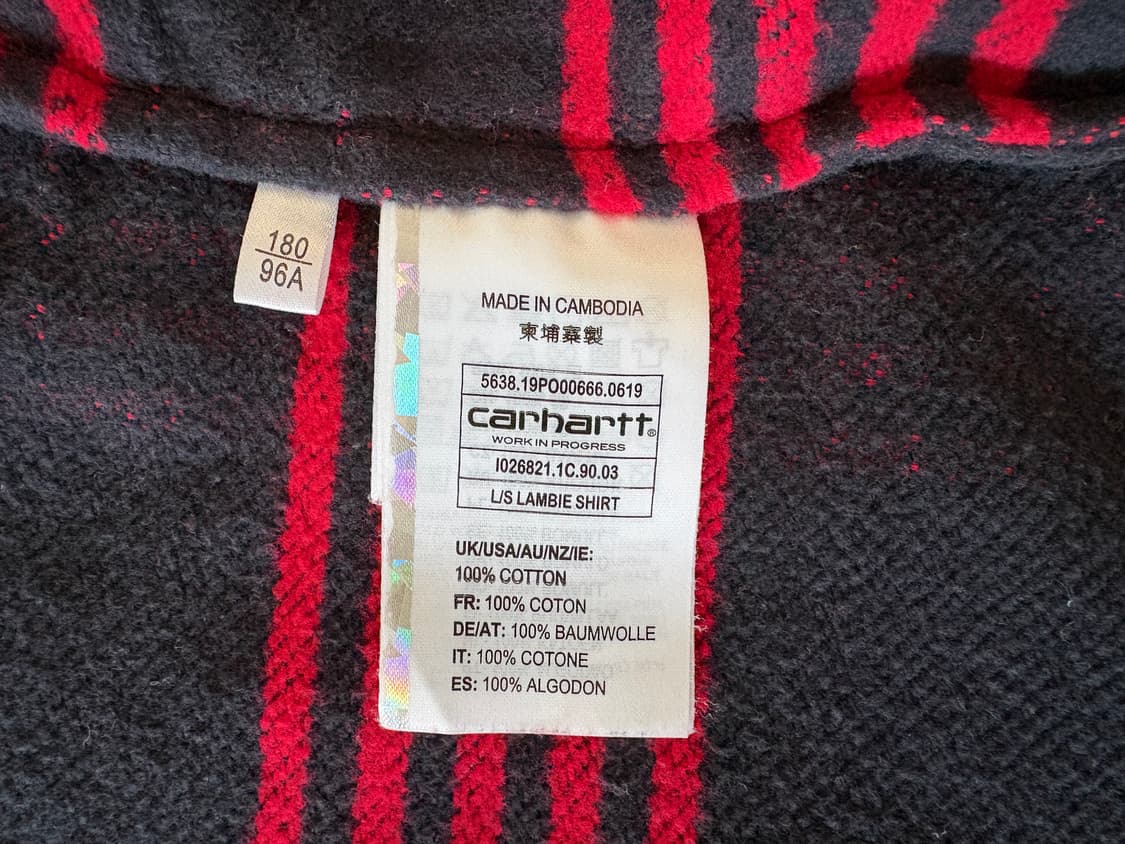 180
96A
MADE IN CAMBODIA
柬埔寨製
5638.19PO00666.0619
carhartt®
WORK IN PROGRESS
I026821.1C.90.03
L/S LAMBIE SHIRT
UK/USA/AU/NZ/IE:
100% COTTON
FR: 100% COTON
DE/AT: 100% BAUMWOLLE
IT: 100% COTONE
ES: 100% ALGODON